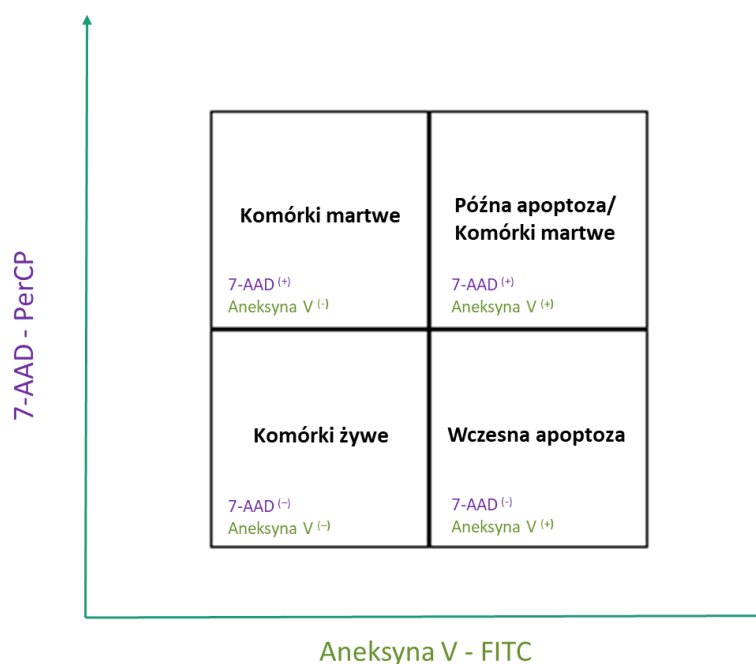 7-AAD - PerCP
Komórki martwe
7-AAD (+)
Aneksyna V (-)
Późna apoptoza/
Komórki martwe
7-AAD (+)
Aneksyna V (+)
Komórki żywe
7-AAD (–)
Aneksyna V (–)
Wczesna apoptoza
7-AAD (-)
Aneksyna V (+)
Aneksyna V - FITC